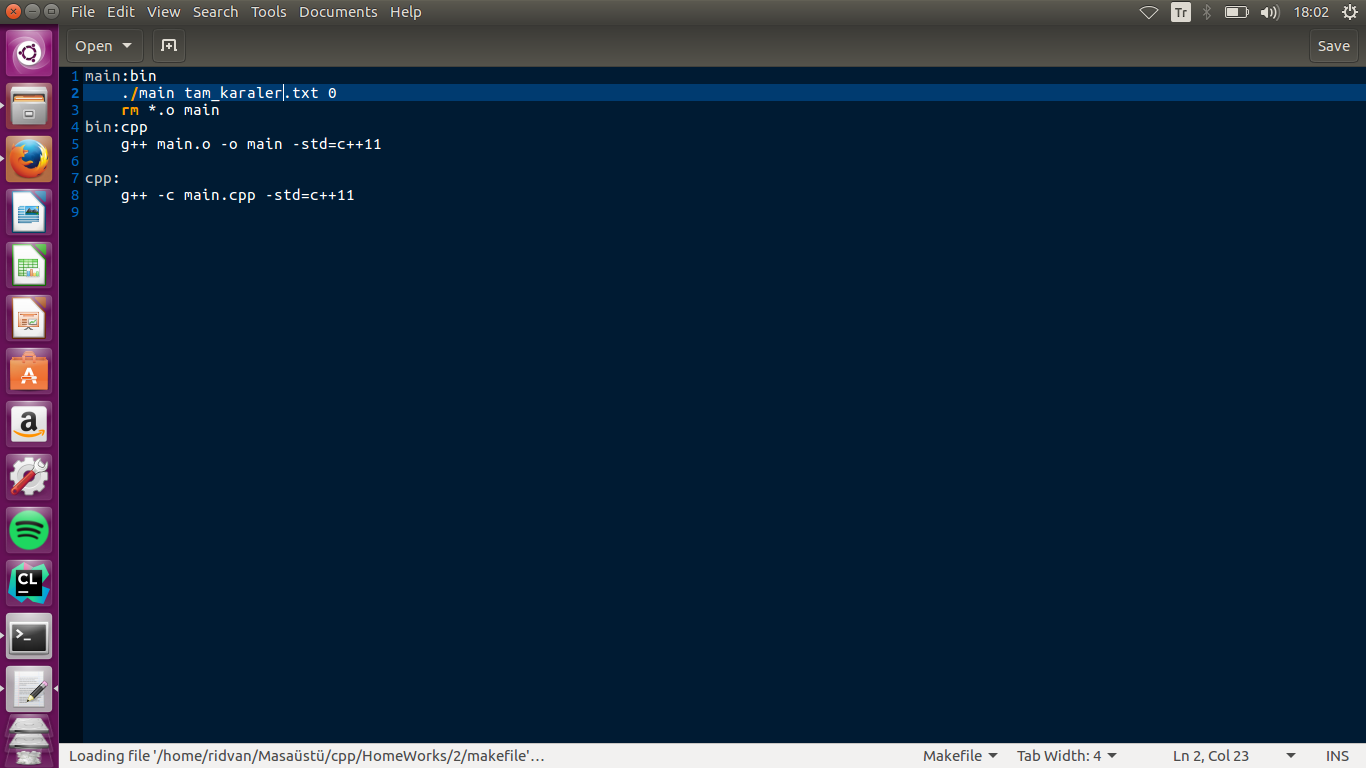 File Edit View Search Tools Documents Help Tr 18:02
Open Save
1 main:bin
2 ./main tam_karaler.txt 0
3 rm *.o main
4 bin:cpp
5 g++ main.o -o main -std=c++11
6
7 cpp:
8 g++ -c main.cpp -std=c++11
9
A
a
CL
>_
Loading file '/home/ridvan/Masaüstü/cpp/HomeWorks/2/makefile'… Makefile Tab Width: 4 Ln 2, Col 23 INS